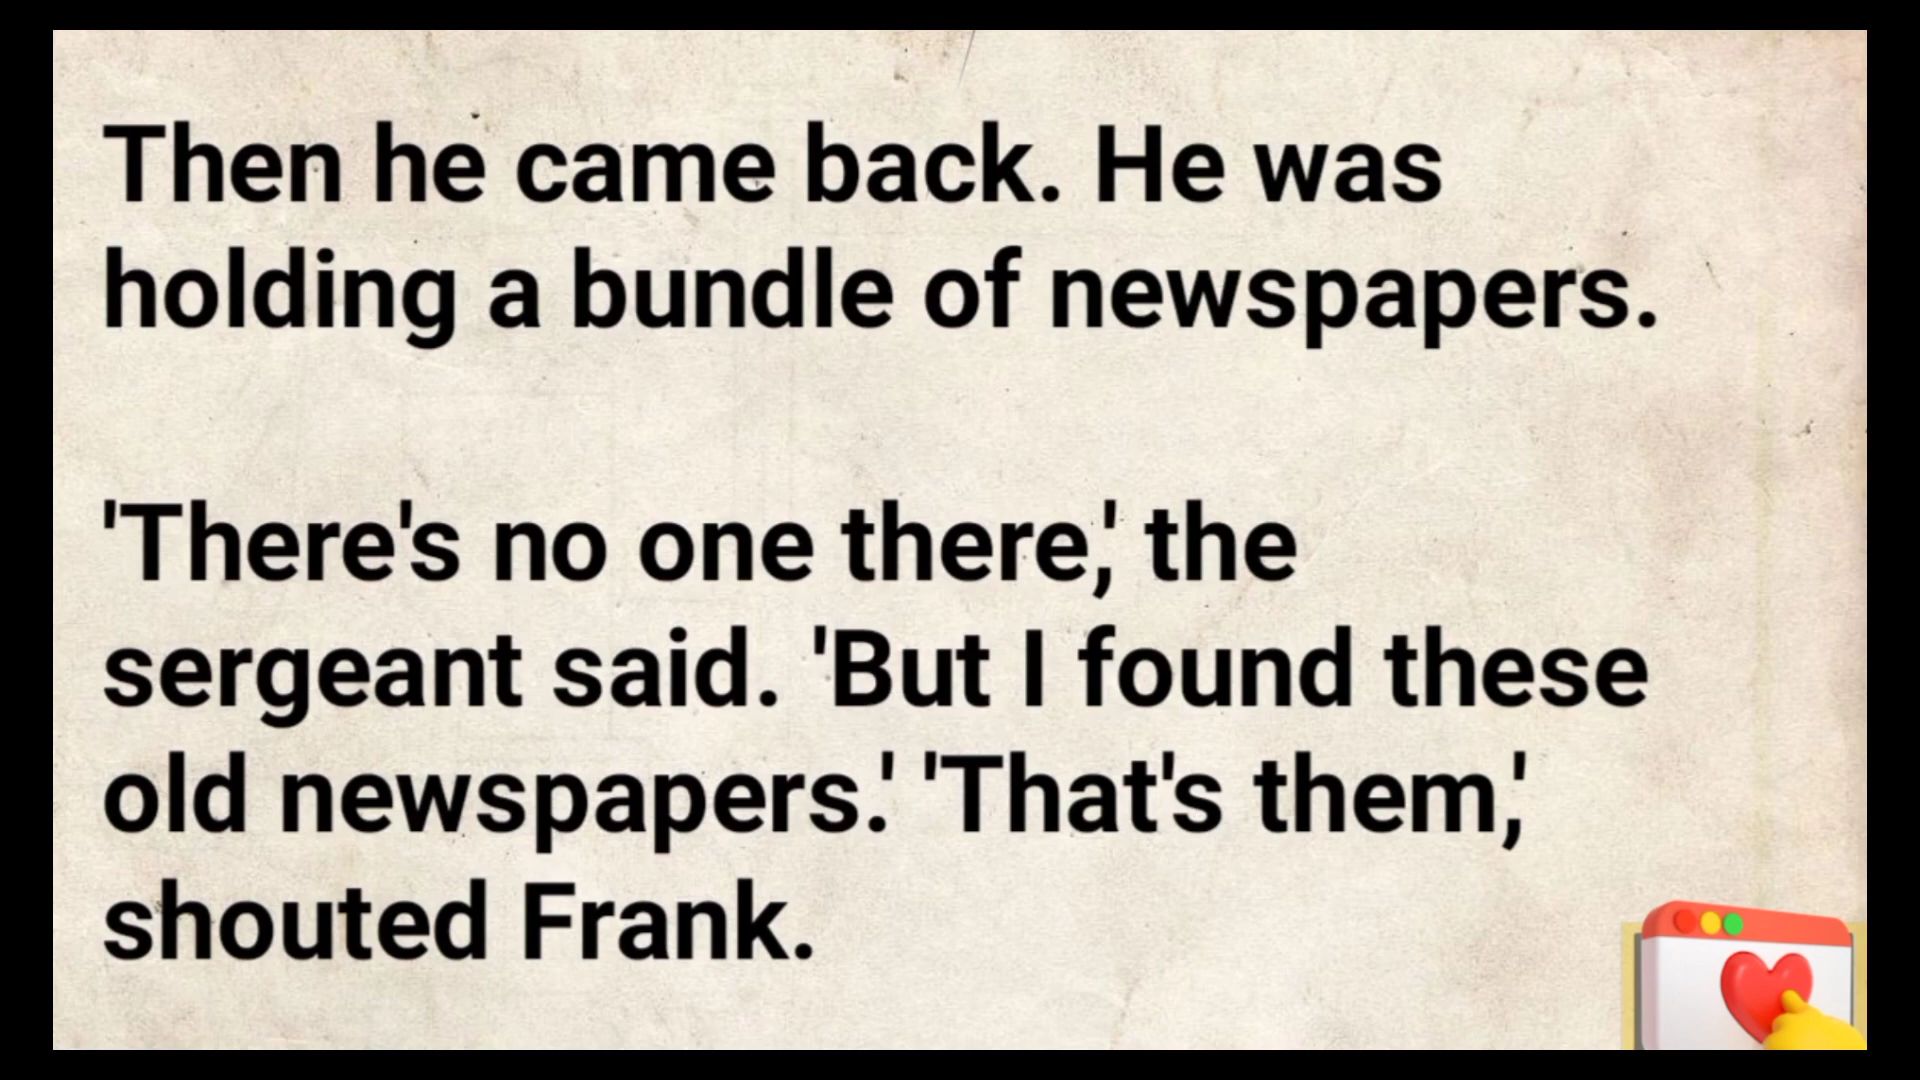 Then he came back. He was
holding a bundle of newspapers.
'There's no one there,' the
sergeant said. 'But I found these
old newspapers.' 'That's them,'
shouted Frank.